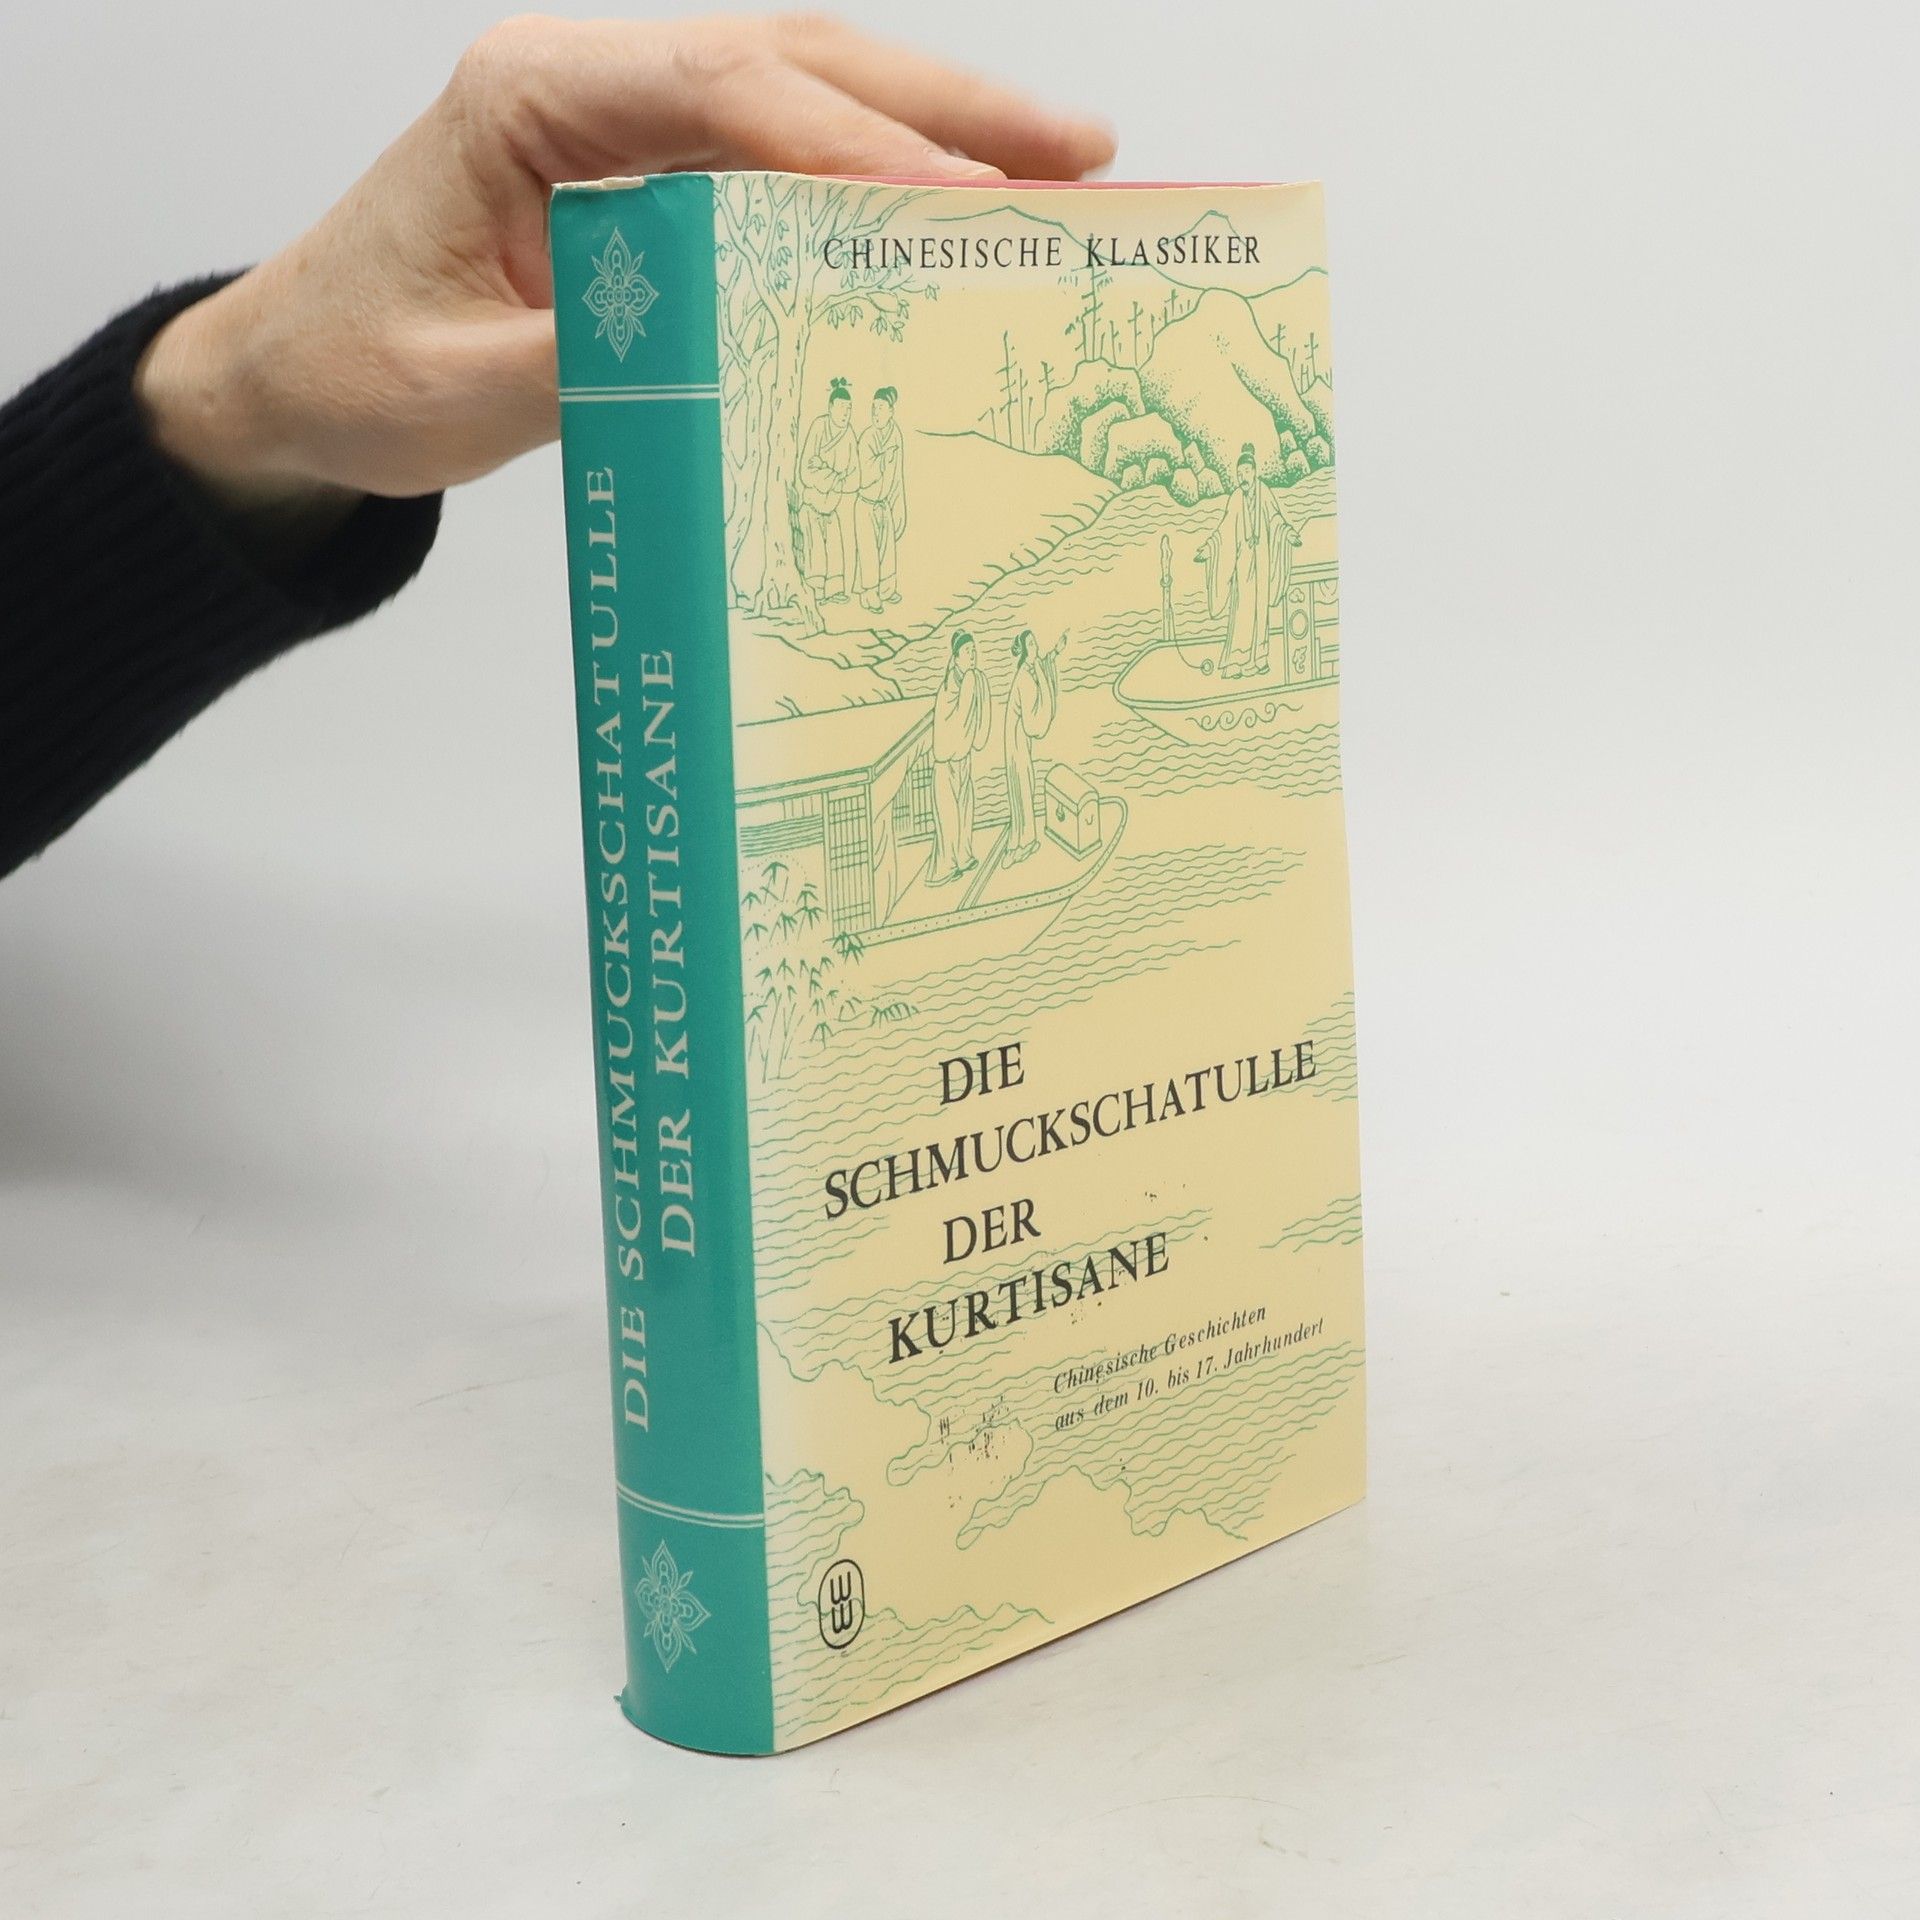 DIE SCHMUCKSCHATULLE
DER KURTISANE
CHINESISCHE KLASSIKER
DIE
SCHMUCKSCHATULLE
DER
KURTISANE
Chinesische Geschichten
aus dem 10. bis 17. Jahrhundert